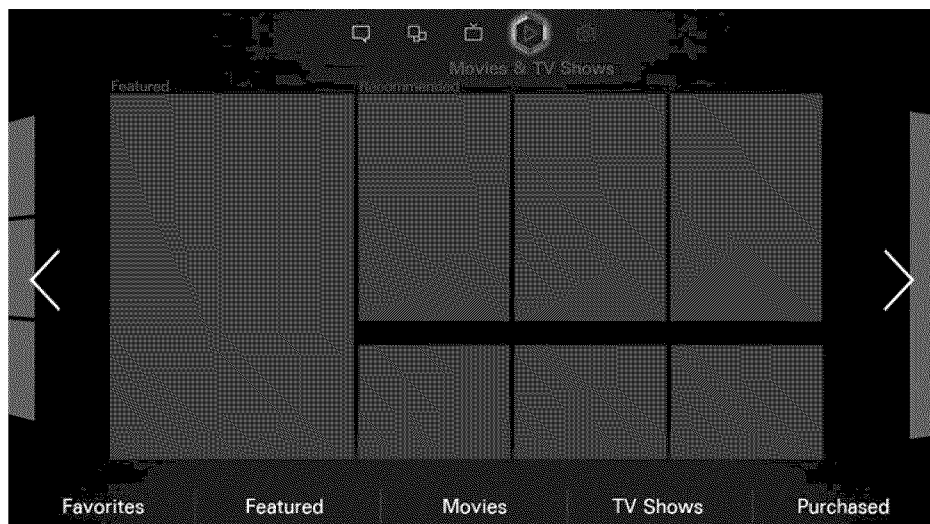 Movies & TV Shows
Featured
Recommended
Favorites
Featured
Movies
TV Shows
Purchased